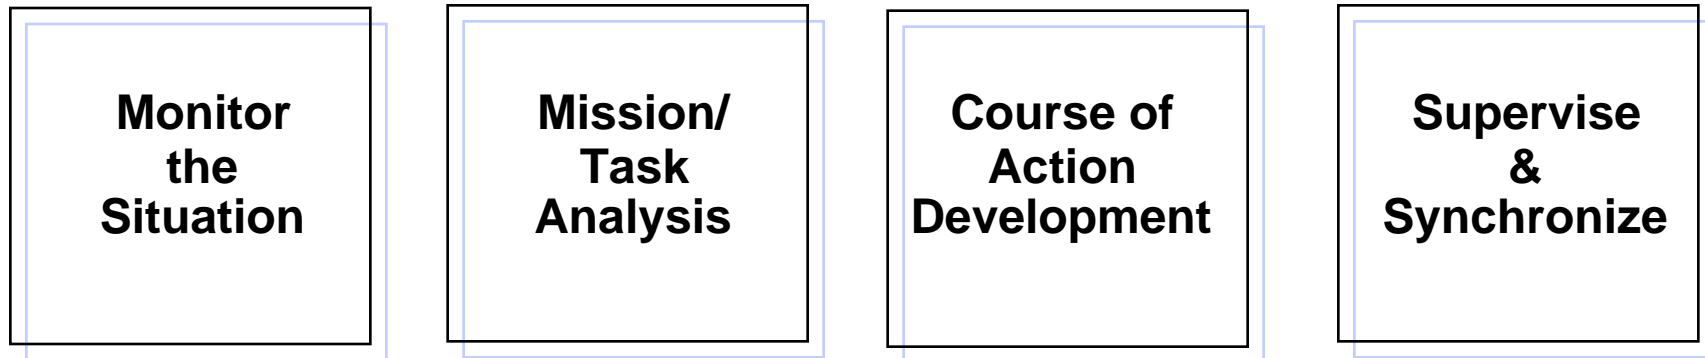 Monitor
the
Situation
Mission/
Task
Analysis
Course of
Action
Development
Supervise
&
Synchronize